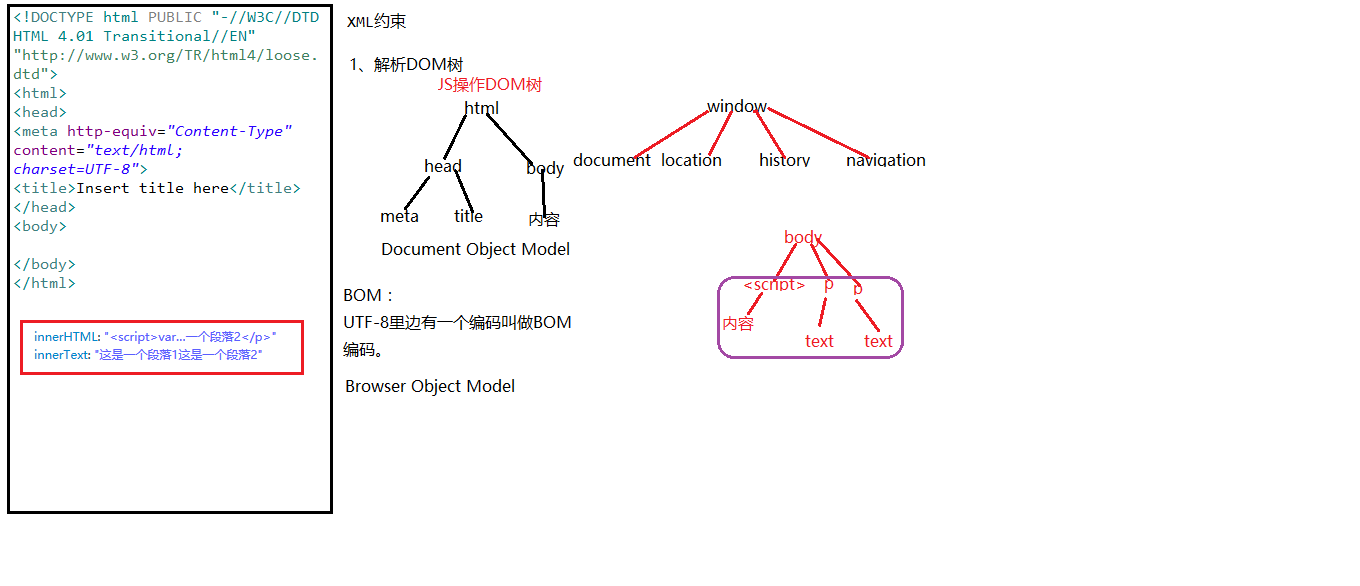 <!DOCTYPE html PUBLIC "-//W3C//DTD
HTML 4.01 Transitional//EN"
"http://www.w3.org/TR/html4/loose.
dtd">
<html>
<head>
<meta http-equiv="Content-Type"
content="text/html;
charset=UTF-8">
<title>Insert title here</title>
</head>
<body>
</body>
</html>
innerHTML: "<script>var...一个段落2</p>"
innerText: "这是一个段落1这是一个段落2"
XML约束
1、解析DOM树
JS操作DOM树
html
head
body
meta
title
内容
Document Object Model
BOM：
UTF-8里边有一个编码叫做BOM
编码。
Browser Object Model
window
document
location
history
navigation
body
<script>
p
p
内容
text
text